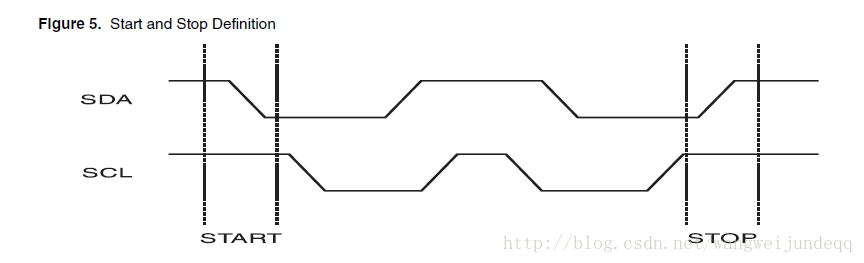 Figure 5. Start and Stop Definition
SDA
SCL
START STOP
http://blog.csdn.net/wangweijundeqq